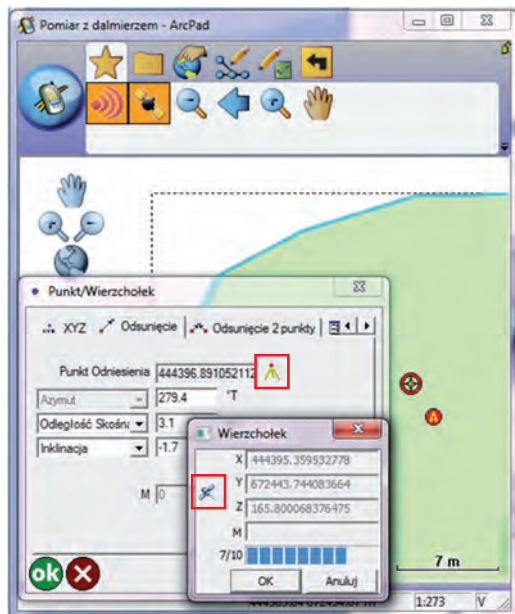 Pomiar z dalmierzem - ArcPad
Punkt/Wierzchołek
XYZ Odsunięcie Odsunięcie 2 punkty
Punkt Odniesienia 444396.891052112
Azymut 279.4 °T
Odległość Skośna 3.1
Inklinacja -1.7
M 0
Wierzchołek
X 444395.359532778
Y 672443.744083664
Z 165.800068376475
M
7/10
OK Anuluj
ok
A
7 m
1:273 V